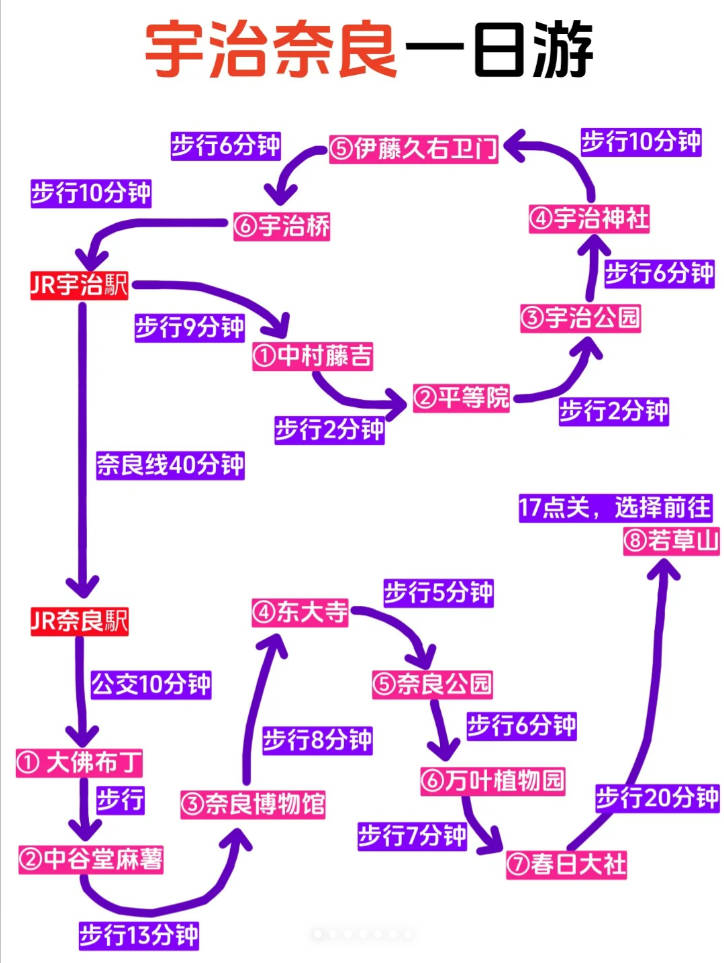 宇治奈良一日游
步行6分钟
⑤伊藤久右卫门
步行10分钟
步行10分钟
⑥宇治桥
④宇治神社
JR宇治駅
步行6分钟
步行9分钟
③宇治公园
①中村藤吉
②平等院
步行2分钟
步行2分钟
奈良线40分钟
17点关，选择前往
⑧若草山
JR奈良駅
④东大寺
步行5分钟
公交10分钟
⑤奈良公园
步行8分钟
步行6分钟
① 大佛布丁
⑥万叶植物园
步行
③奈良博物馆
步行20分钟
步行7分钟
②中谷堂麻薯
⑦春日大社
步行13分钟